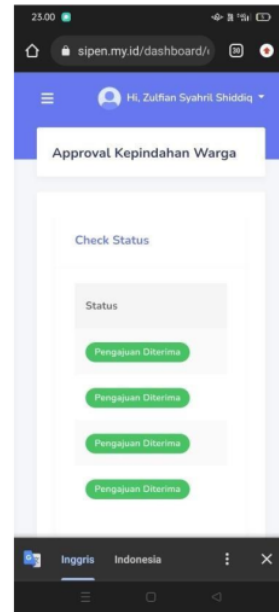 23.00
sipen.my.id/dashboard/
30
Hi, Zulfian Syahril Shiddiq
Approval Kepindahan Warga
Check Status
Status
Pengajuan Diterima
Pengajuan Diterima
Pengajuan Diterima
Pengajuan Diterima
Inggris Indonesia